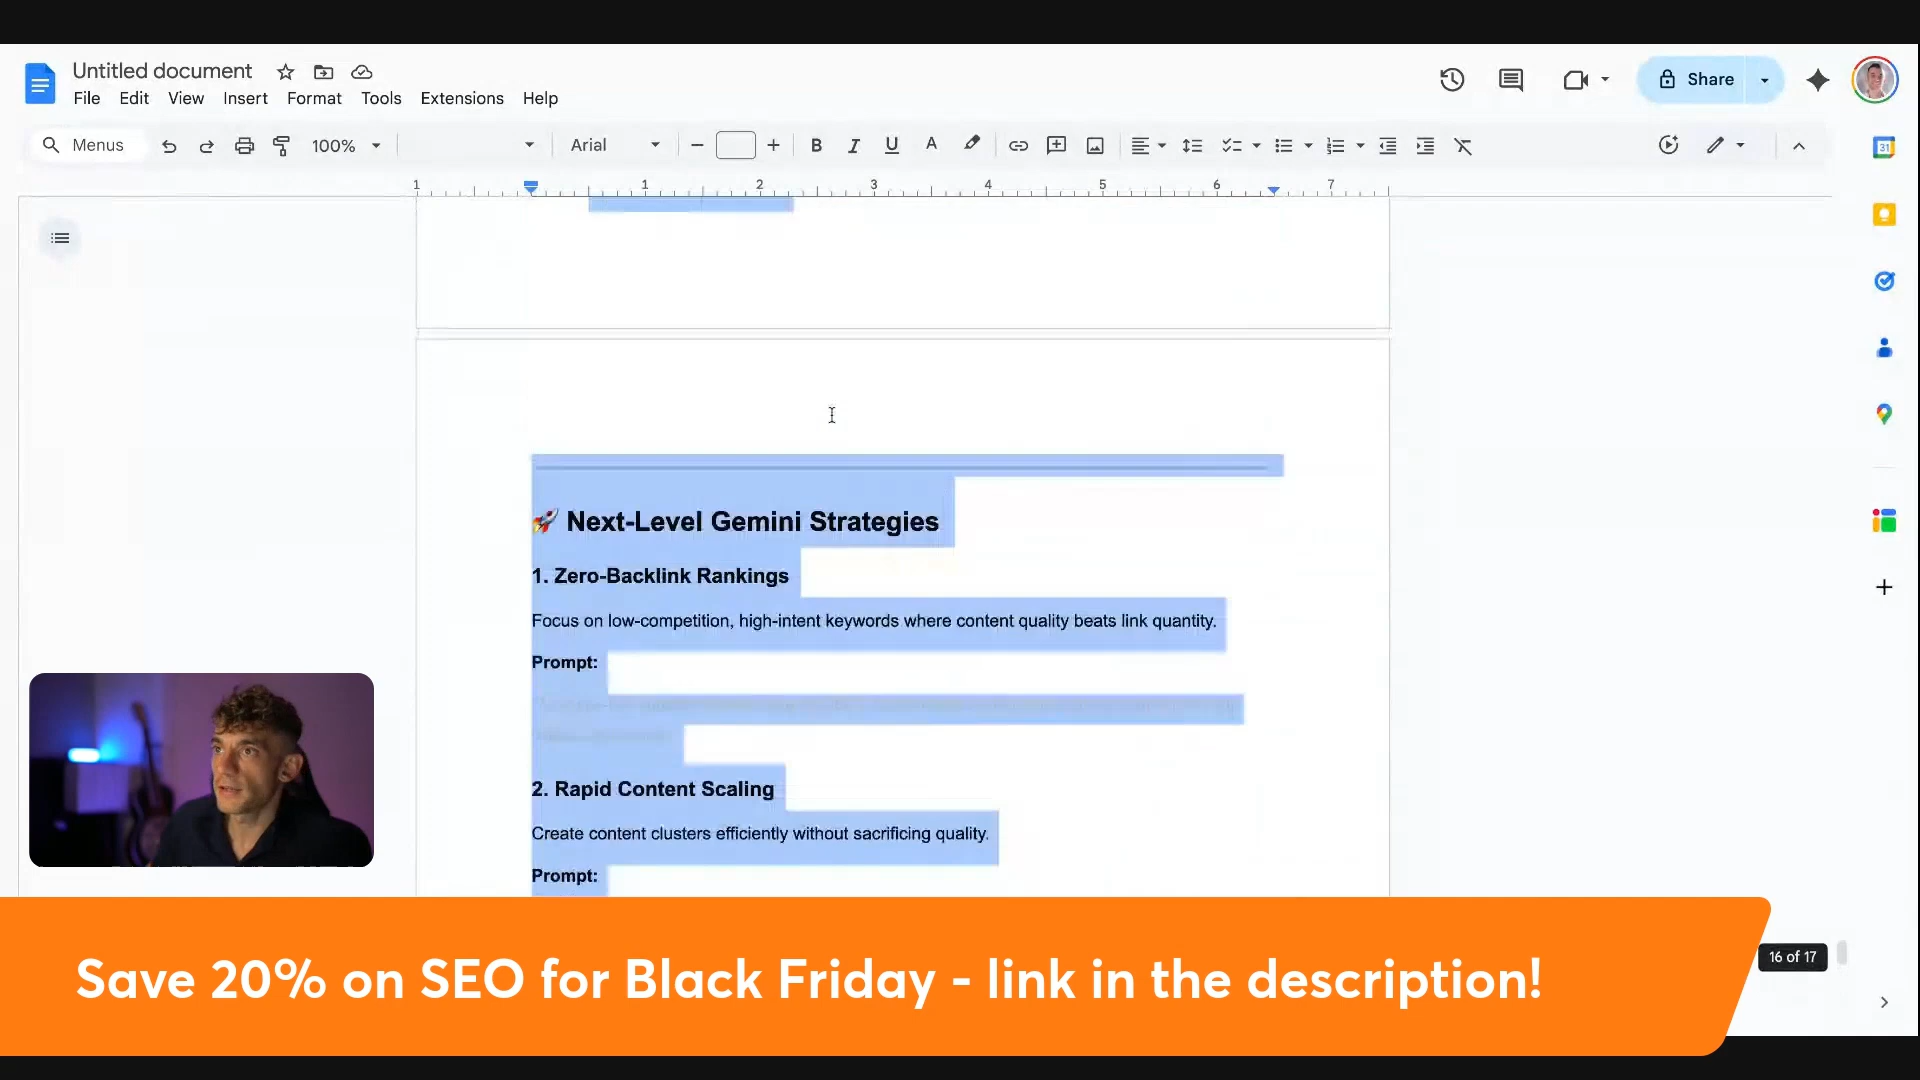 Untitled document
File Edit View Insert Format Tools Extensions Help
Share
Menus
100%
Arial
B I U A
1 1 2 3 4 5 6 7
31
🚀 Next-Level Gemini Strategies
1. Zero-Backlink Rankings
Focus on low-competition, high-intent keywords where content quality beats link quantity.
Prompt:
2. Rapid Content Scaling
Create content clusters efficiently without sacrificing quality.
Prompt:
Save 20% on SEO for Black Friday - link in the description!
16 of 17